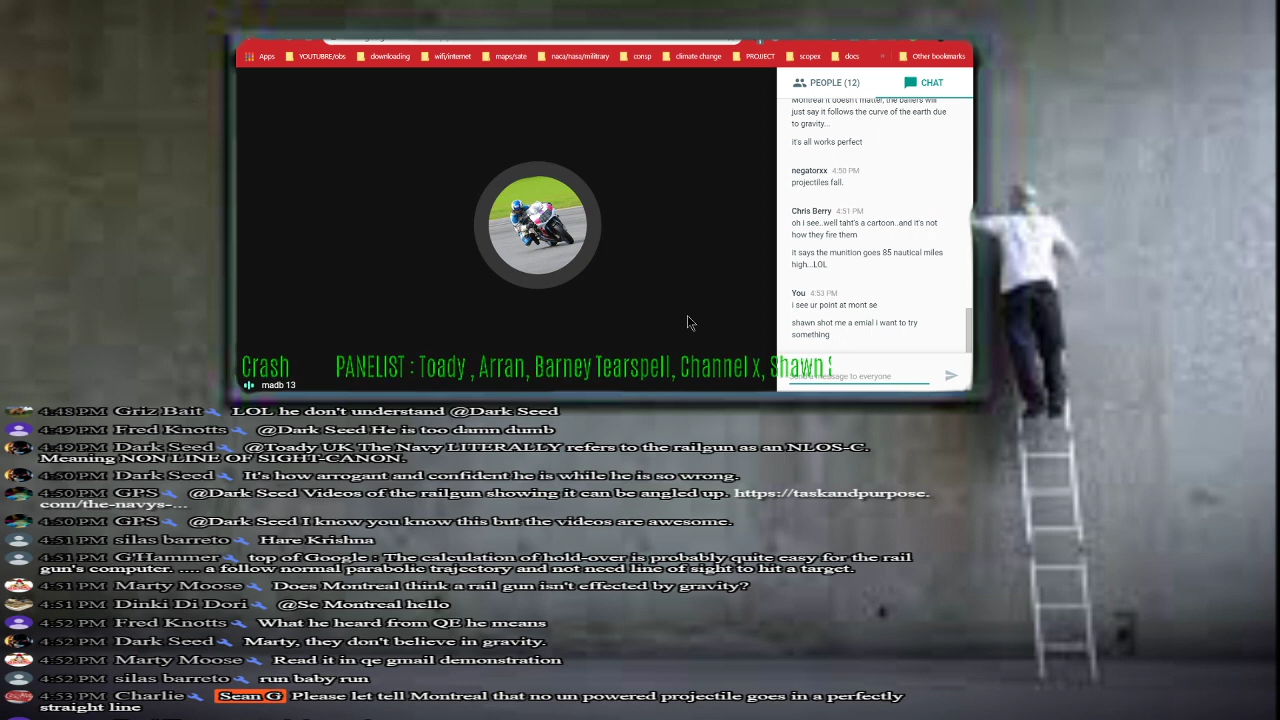 Apps YOUTUBRE/obs downloading wifi/internet maps/sate naca/nasa/militrary consp climate change PROJECT scopex docs » Other bookmarks
PEOPLE (12) CHAT
Montreal it doesn't matter, the ballers will
just say it follows the curve of the earth due
to gravity...
it's all works perfect
negatorxx 4:50 PM
projectiles fall.
Chris Berry 4:51 PM
oh i see..well taht's a cartoon..and it's not
how they fire them
it says the munition goes 85 nautical miles
high...LOL
You 4:53 PM
i see ur point at mont se
shawn shot me a emial i want to try
something
Crash PANELIST : Toady , Arran, Barney Tearspell, Channel x, Shawn
message to everyone
madb 13
4:48 PM Griz Bait LOL he don't understand @Dark Seed
4:49 PM Fred Knotts @Dark Seed He is too damn dumb
4:49 PM Dark Seed @Toady UK The Navy LITERALLY refers to the railgun as an NLOS-C.
Meaning NON LINE OF SIGHT-CANON.
4:50 PM Dark Seed It's how arrogant and confident he is while he is so wrong.
4:50 PM GPS @Dark Seed Videos of the railgun showing it can be angled up. https://taskandpurpose.
com/the-navys-...
4:50 PM GPS @Dark Seed I know you know this but the videos are awesome.
4:51 PM silas barreto Hare Krishna
4:51 PM G'Hammer top of Google : The calculation of hold-over is probably quite easy for the rail
gun's computer. .... a follow normal parabolic trajectory and not need line of sight to hit a target.
4:51 PM Marty Moose Does Montreal think a rail gun isn't effected by gravity?
4:51 PM Dinki Di Dori @Se Montreal hello
4:52 PM Fred Knotts What he heard from QE he means
4:52 PM Dark Seed Marty, they don't believe in gravity.
4:52 PM Marty Moose Read it in qe gmail demonstration
4:52 PM silas barreto run baby run
4:53 PM Charlie Sean G Please let tell Montreal that no un powered projectile goes in a perfectly
straight line